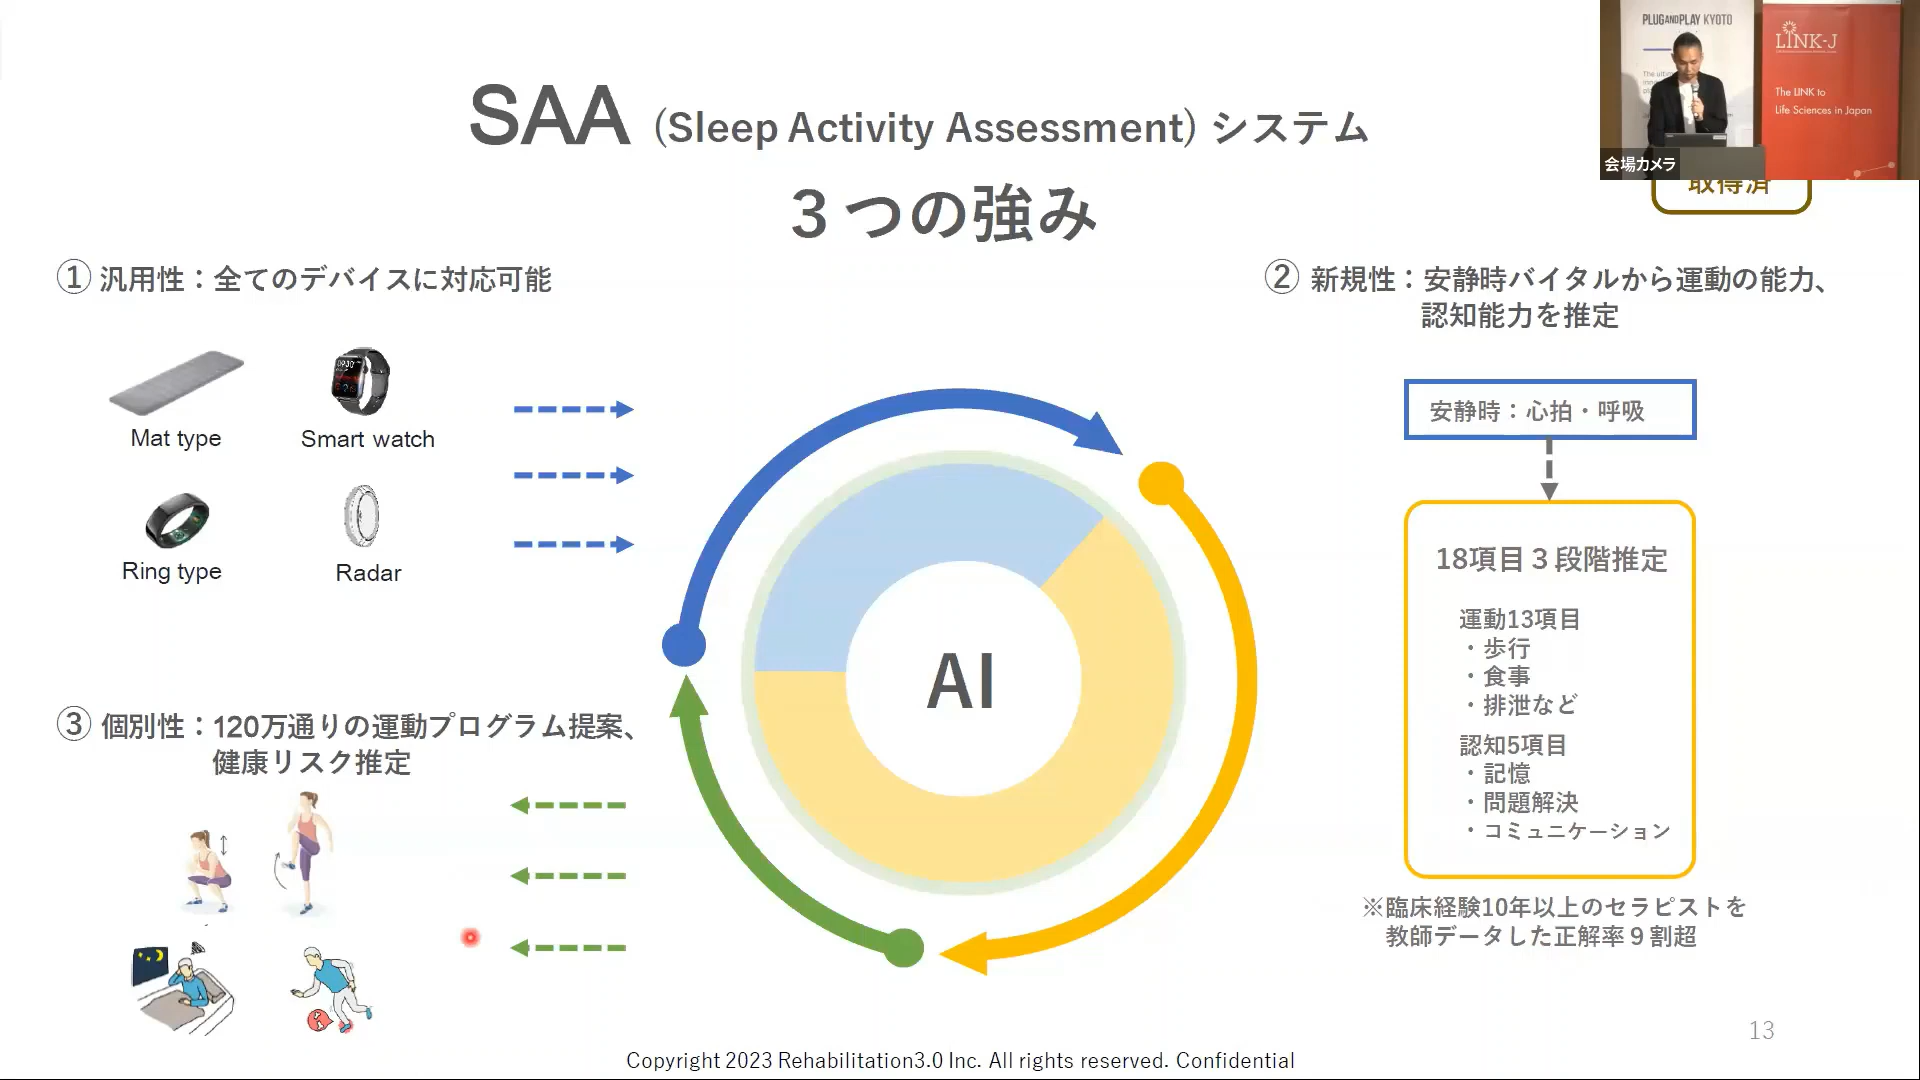 SAA (Sleep Activity Assessment) システム
３つの強み
PLUGANDPLAY KYOTO
LINK-J
The LINK to
Life Sciences in Japan
会場カメラ
取得済
① 汎用性：全てのデバイスに対応可能
Mat type
Smart watch
Ring type
Radar
② 新規性：安静時バイタルから運動の能力、
認知能力を推定
安静時：心拍・呼吸
18項目３段階推定
運動13項目
・歩行
・食事
・排泄など
認知5項目
・記憶
・問題解決
・コミュニケーション
※臨床経験10年以上のセラピストを
教師データした正解率９割超
AI
③ 個別性：120万通りの運動プログラム提案、
健康リスク推定
13
Copyright 2023 Rehabilitation3.0 Inc. All rights reserved. Confidential